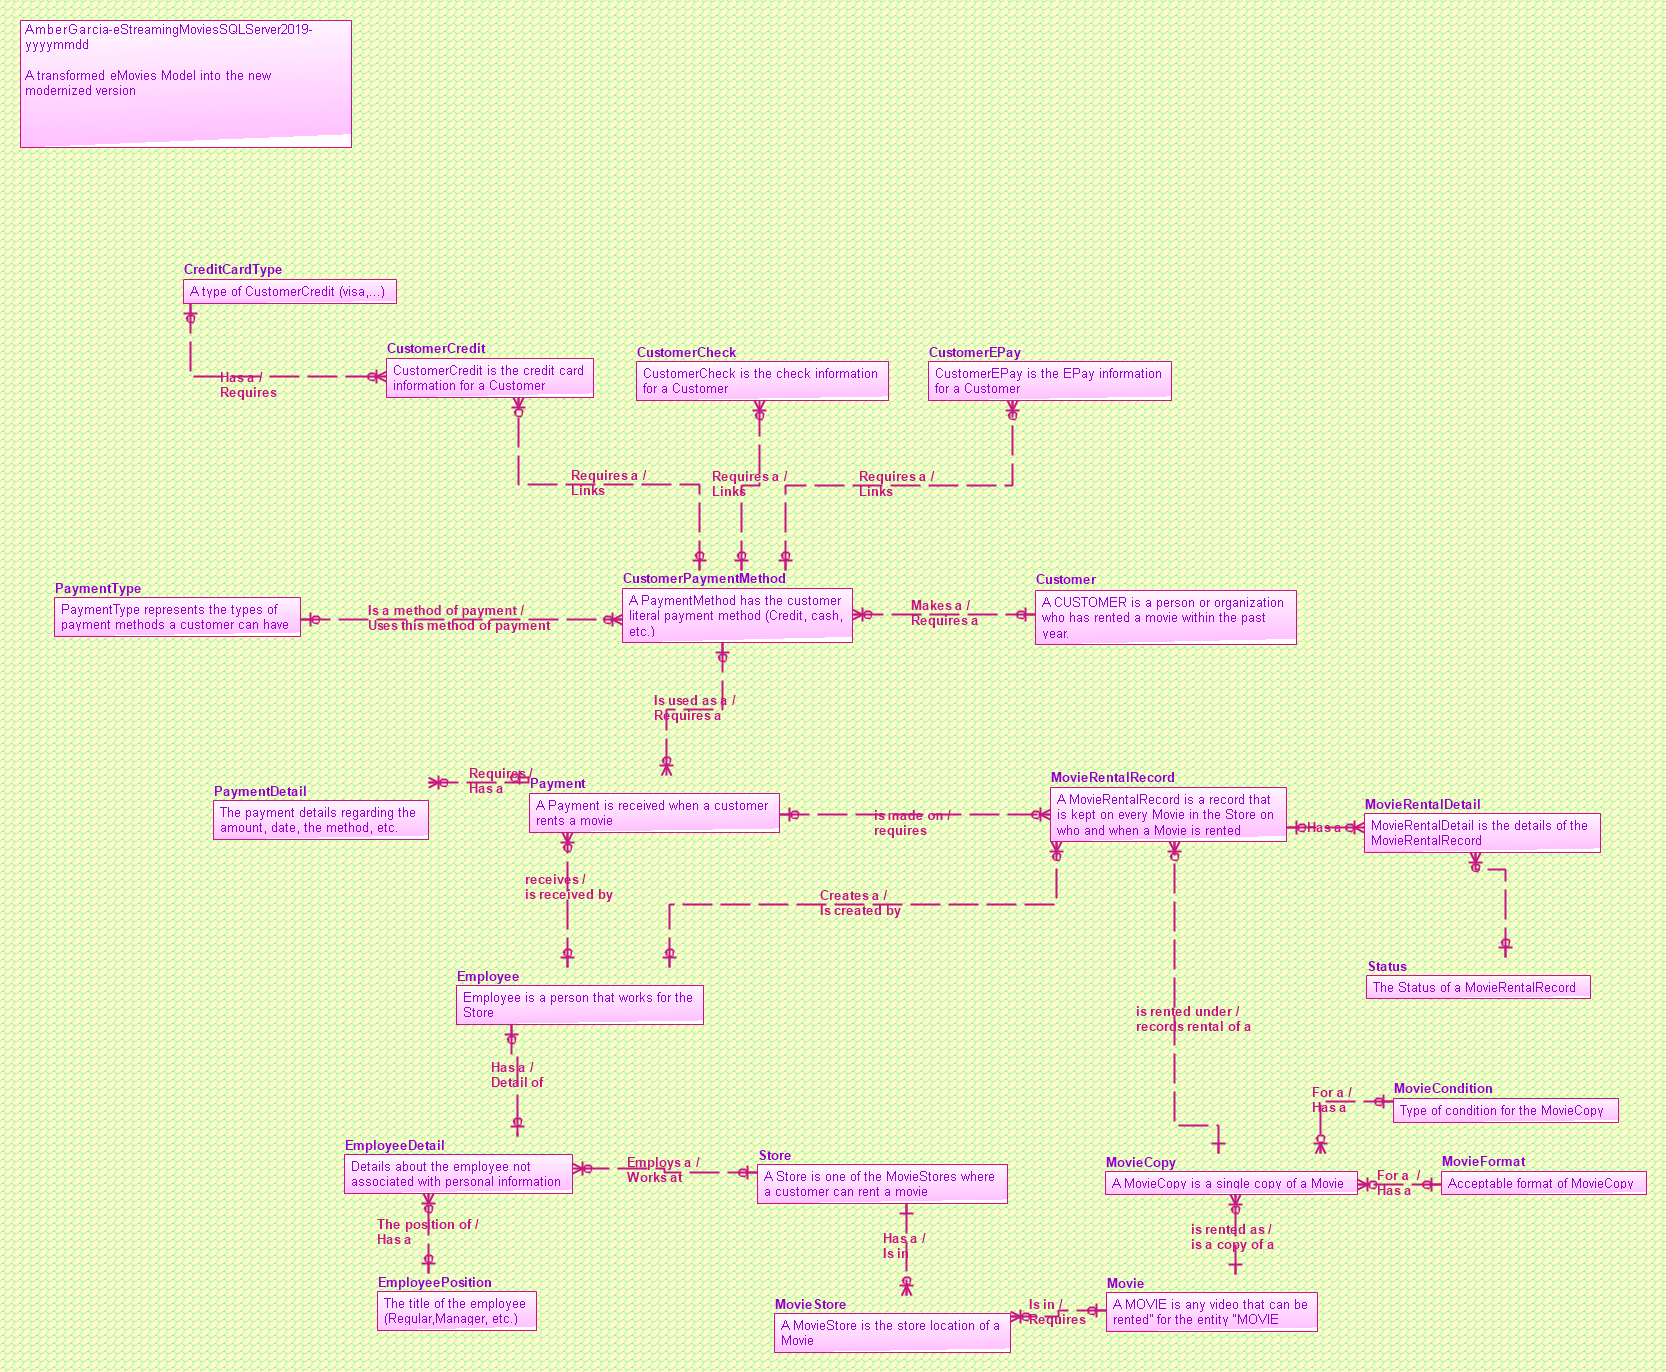 AmberGarcia-eStreamingMoviesSQLServer2019-
yyyymmdd
A transformed eMovies Model into the new
modernized version
CreditCardType
A type of CustomerCredit (visa,...)
Has a /
Requires
CustomerCredit
CustomerCredit is the credit card
information for a Customer
CustomerCheck
CustomerCheck is the check information
for a Customer
CustomerEPay
CustomerEPay is the EPay information
for a Customer
Requires a /
Links
Requires a /
Links
Requires a /
Links
PaymentType
PaymentType represents the types of
payment methods a customer can have
Is a method of payment /
Uses this method of payment
CustomerPaymentMethod
A PaymentMethod has the customer
literal payment method (Credit, cash,
etc.)
Makes a /
Requires a
Customer
A CUSTOMER is a person or organization
who has rented a movie within the past
year.
Is used as a /
Requires a
PaymentDetail
The payment details regarding the
amount, date, the method, etc.
Requires /
Has a
Payment
A Payment is received when a customer
rents a movie
is made on /
requires
MovieRentalRecord
A MovieRentalRecord is a record that
is kept on every Movie in the Store on
who and when a Movie is rented
Has a
MovieRentalDetail
MovieRentalDetail is the details of the
MovieRentalRecord
receives /
is received by
Creates a /
Is created by
Employee
Employee is a person that works for the
Store
Status
The Status of a MovieRentalRecord
is rented under /
records rental of a
Has a /
Detail of
For a /
Has a
MovieCondition
Type of condition for the MovieCopy
EmployeeDetail
Details about the employee not
associated with personal information
Employs a /
Works at
Store
A Store is one of the MovieStores where
a customer can rent a movie
MovieCopy
A MovieCopy is a single copy of a Movie
For a /
Has a
MovieFormat
Acceptable format of MovieCopy
The position of /
Has a
Has a /
Is in
is rented as /
is a copy of a
EmployeePosition
The title of the employee
(Regular,Manager, etc.)
MovieStore
A MovieStore is the store location of a
Movie
Is in /
Requires
Movie
A MOVIE is any video that can be
rented" for the entity "MOVIE